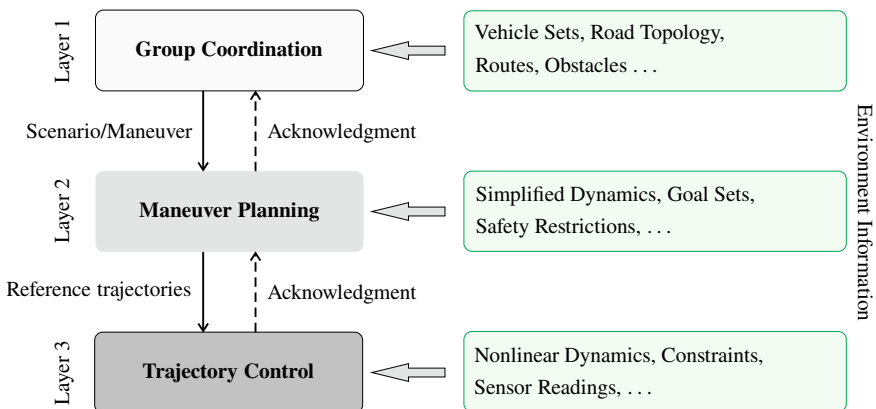 Layer 1
Group Coordination
Vehicle Sets, Road Topology,
Routes, Obstacles . . .
Scenario/Maneuver
Acknowledgment
Layer 2
Maneuver Planning
Simplified Dynamics, Goal Sets,
Safety Restrictions, . . .
Environment Information
Reference trajectories
Acknowledgment
Layer 3
Trajectory Control
Nonlinear Dynamics, Constraints,
Sensor Readings, . . .